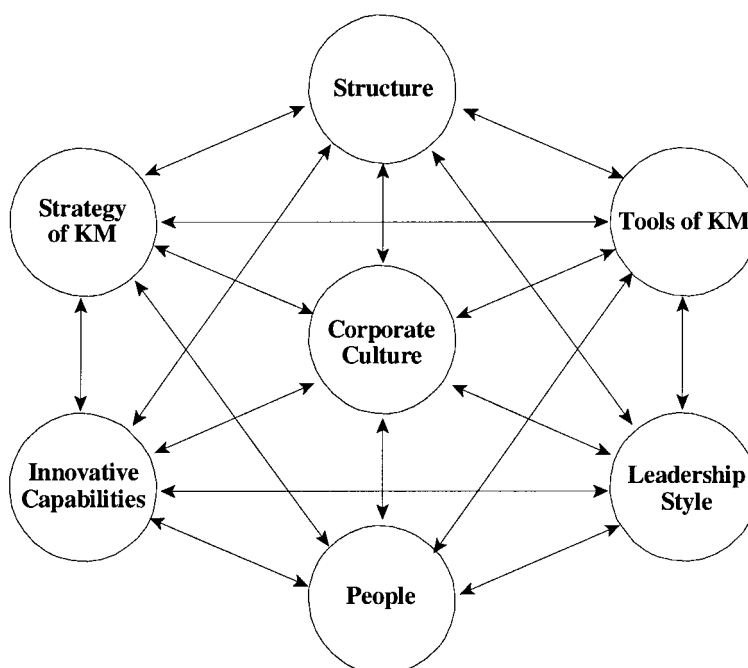 Structure
Strategy
of KM
Tools of KM
Corporate
Culture
Innovative
Capabilities
Leadership
Style
People